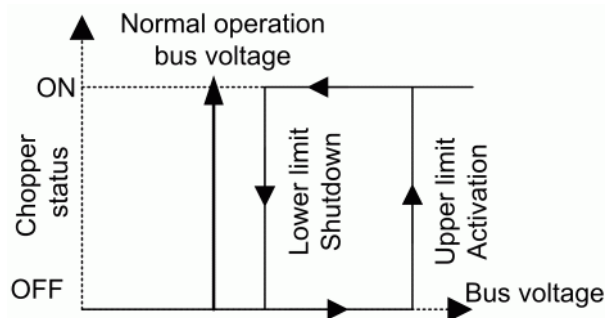 Normal operation
bus voltage
ON
Chopper
status
Lower limit
Shutdown
Upper limit
Activation
OFF
Bus voltage